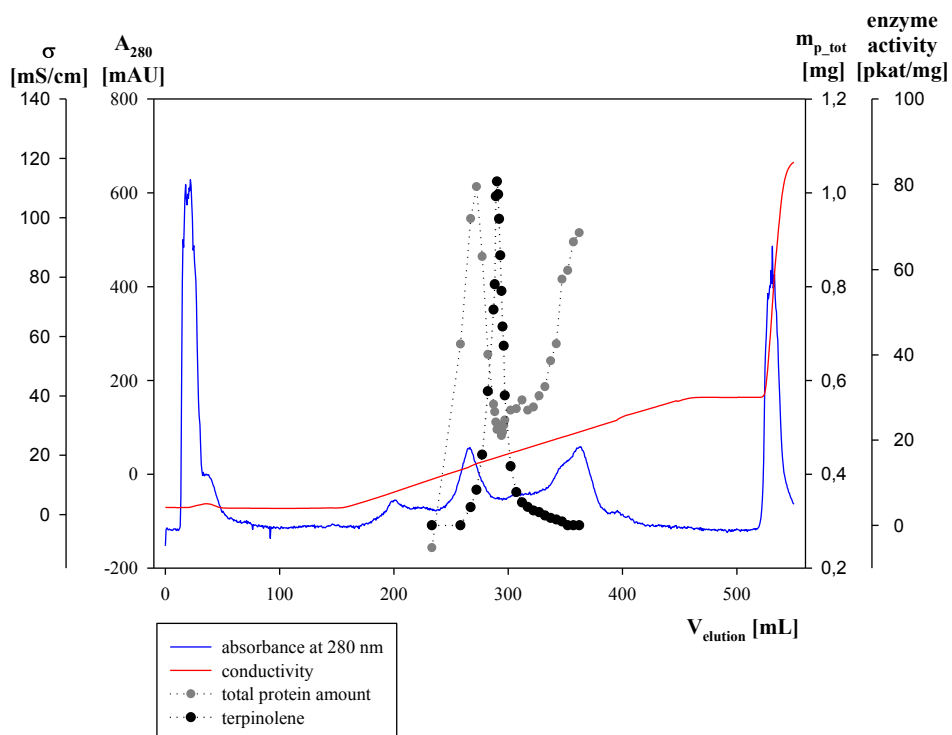 σ
[mS/cm]
A280
[mAU]
mp_tot
[mg]
enzyme
activity
[pkat/mg]
140
120
100
80
60
40
20
0
800
600
400
200
0
-200
1,2
1,0
0,8
0,6
0,4
0,2
100
80
60
40
20
0
0 100 200 300 400 500
Velution [mL]
absorbance at 280 nm
conductivity
total protein amount
terpinolene